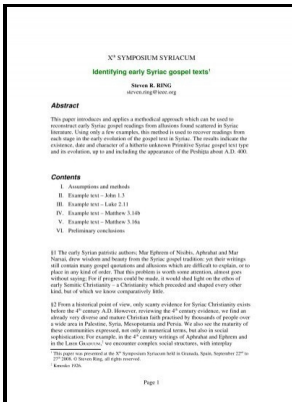 Xth SYMPOSIUM SYRIACUM
Identifying early Syriac gospel texts¹
Steven R. RING
steven.ring@ieee.org
Abstract
This paper introduces and applies a methodical approach which can be used to
reconstruct early Syriac gospel readings from allusions found scattered in Syriac
literature. Using only a few examples, this method is used to recover readings from
each stage in the early evolution of the gospel text in Syriac. The results indicate the
existence, date and character of a hitherto unknown Primitive Syriac gospel text type
and its evolution, up to and including the appearance of the Peshitta about A.D. 400.
Contents
I. Assumptions and methods
II. Example text – John 1.3
III. Example text – Luke 2.11
IV. Example text – Matthew 3.14b
V. Example text – Matthew 3.16a
VI. Preliminary conclusions
§1 The early Syrian patristic authors; Mar Ephrem of Nisibis, Aphrahat and Mar
Narsai, drew wisdom and beauty from the Syriac gospel tradition; yet their writings
still contain many gospel quotations and allusions which are difficult to explain, or to
place in any kind of order. That this problem is worth some attention, almost goes
without saying: For if progress could be made, it would shed light on the ethos of
early Semitic Christianity – a Christianity which preceded and shaped every other
kind, but of which we know comparatively little.
§2 From a historical point of view, only scanty evidence for Syriac Christianity exists
before the 4th century A.D. However, reviewing the 4th century evidence, we find an
already very diverse and mature Christian faith practised by thousands of people over
a wide area in Palestine, Syria, Mesopotamia and Persia. We also see the maturity of
these communities expressed, not only in numerical terms, but also in social
sophistication; For example, in the 4th century writings of Aphrahat and Ephrem and
in the Liber Graduum,² we encounter complex social structures, with interplay
¹ This paper was presented at the Xth Symposium Syriacum held in Granada, Spain, September 22nd to
27th 2008. © Steven Ring, all rights reserved.
² Kmosko 1926
Page 1